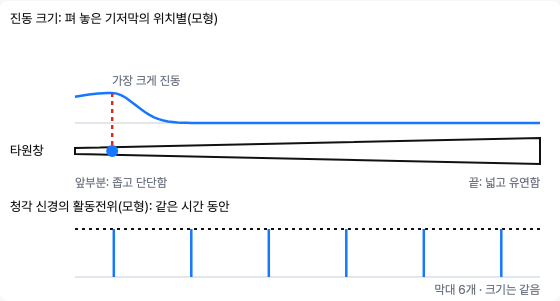 진동 크기: 펴 놓은 기저막의 위치별(모형)
가장 크게 진동
타원창
앞부분: 좁고 단단함
끝: 넓고 유연함
청각 신경의 활동전위(모형): 같은 시간 동안
막대 6개 · 크기는 같음